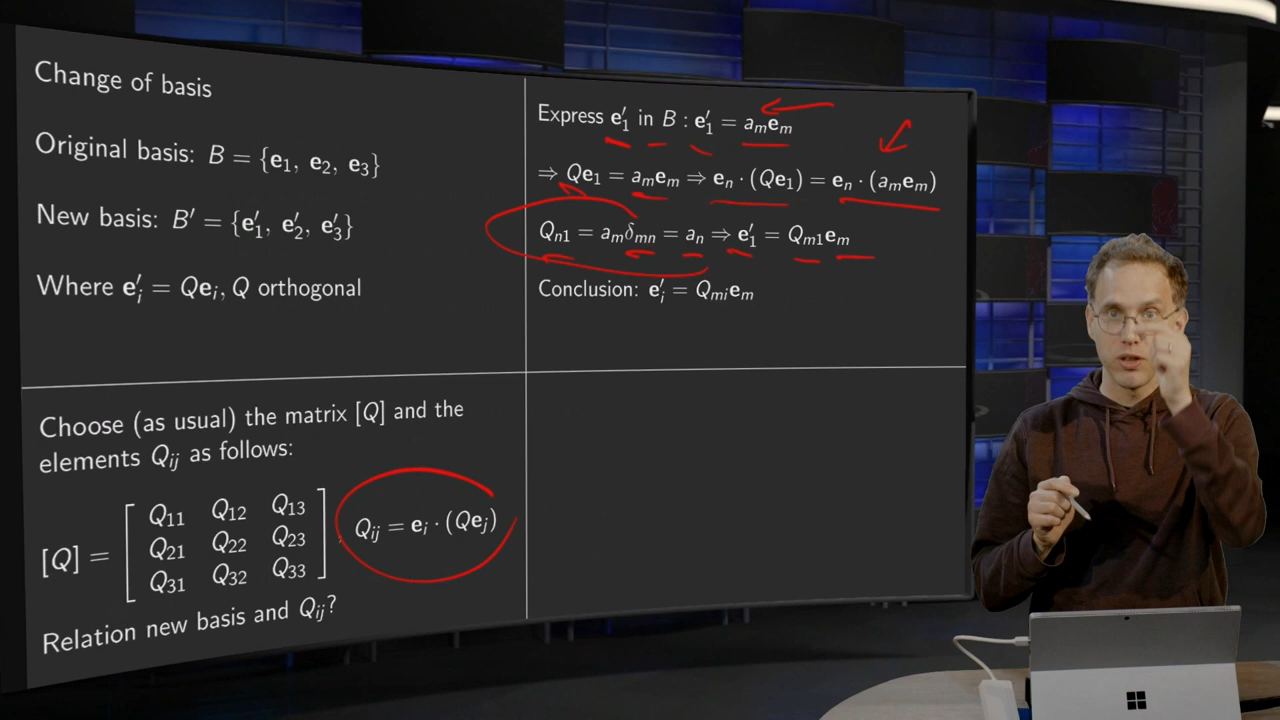 Change of basis
Original basis: B = {e₁, e₂, e₃}
New basis: B′ = {e′₁, e′₂, e′₃}
Where e′ᵢ = Qeᵢ, Q orthogonal
Express e′₁ in B : e′₁ = aₘeₘ
⇒ Qe₁ = aₘeₘ ⇒ eₙ · (Qe₁) = eₙ · (aₘeₘ)
Qₙ₁ = aₘδₘₙ = aₙ ⇒ e′₁ = Qₘ₁eₘ
Conclusion: e′ᵢ = Qₘᵢeₘ
Choose (as usual) the matrix [Q] and the
elements Qᵢⱼ as follows:
[Q] = [ Q₁₁ Q₁₂ Q₁₃
Q₂₁ Q₂₂ Q₂₃
Q₃₁ Q₃₂ Q₃₃ ], Qᵢⱼ = eᵢ · (Qeⱼ)
Relation new basis and Qᵢⱼ?